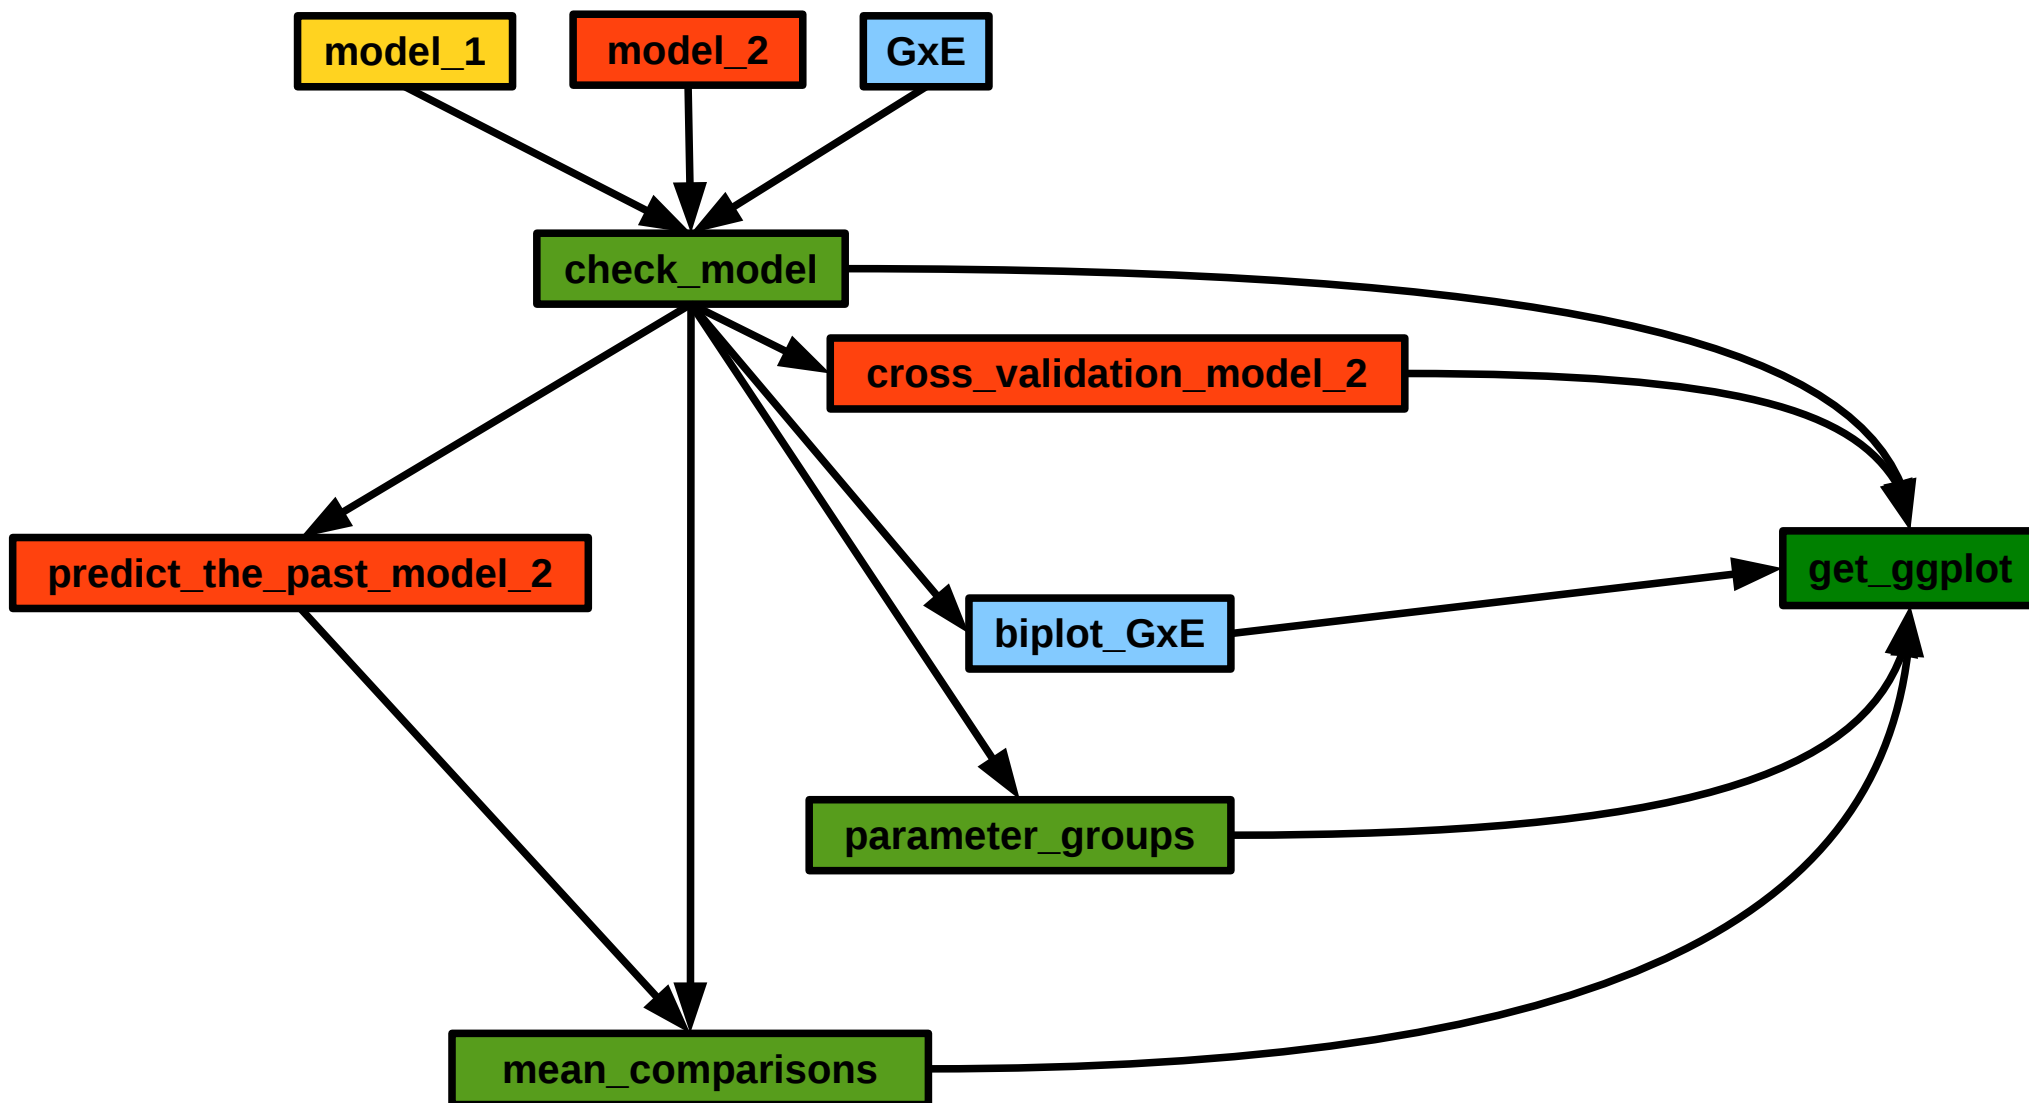 model_1
model_2
GxE
check_model
cross_validation_model_2
predict_the_past_model_2
get_ggplot
biplot_GxE
parameter_groups
mean_comparisons